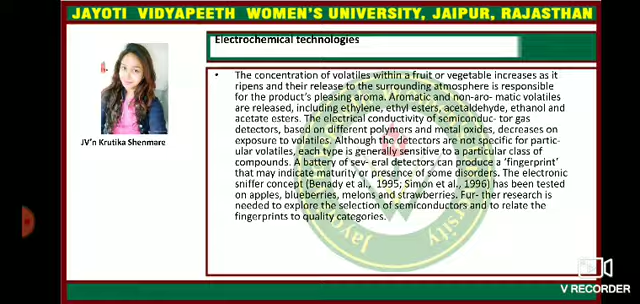 JAYOTI VIDYAPEETH WOMEN'S UNIVERSITY, JAIPUR, RAJASTHAN
Electrochemical technologies
• The concentration of volatiles within a fruit or vegetable increases as it
ripens and their release to the surrounding atmosphere is responsible
for the product's pleasing aroma. Aromatic and non-aro- matic volatiles
are released, including ethylene, ethyl esters, acetaldehyde, ethanol and
acetate esters. The electrical conductivity of semiconduc- tor gas
detectors, based on different polymers and metal oxides, decreases on
exposure to volatiles. Although the detectors are not specific for partic-
ular volatiles, each type is generally sensitive to a particular class of
compounds. A battery of sev- eral detectors can produce a 'fingerprint'
that may indicate maturity or presence of some disorders. The electronic
sniffer concept (Benady et al., 1995; Simon et al., 1996) has been tested
on apples, blueberries, melons and strawberries. Fur- ther research is
needed to explore the selection of semiconductors and to relate the
fingerprints to quality categories.
JV'n Krutika Shenmare
V RECORDER